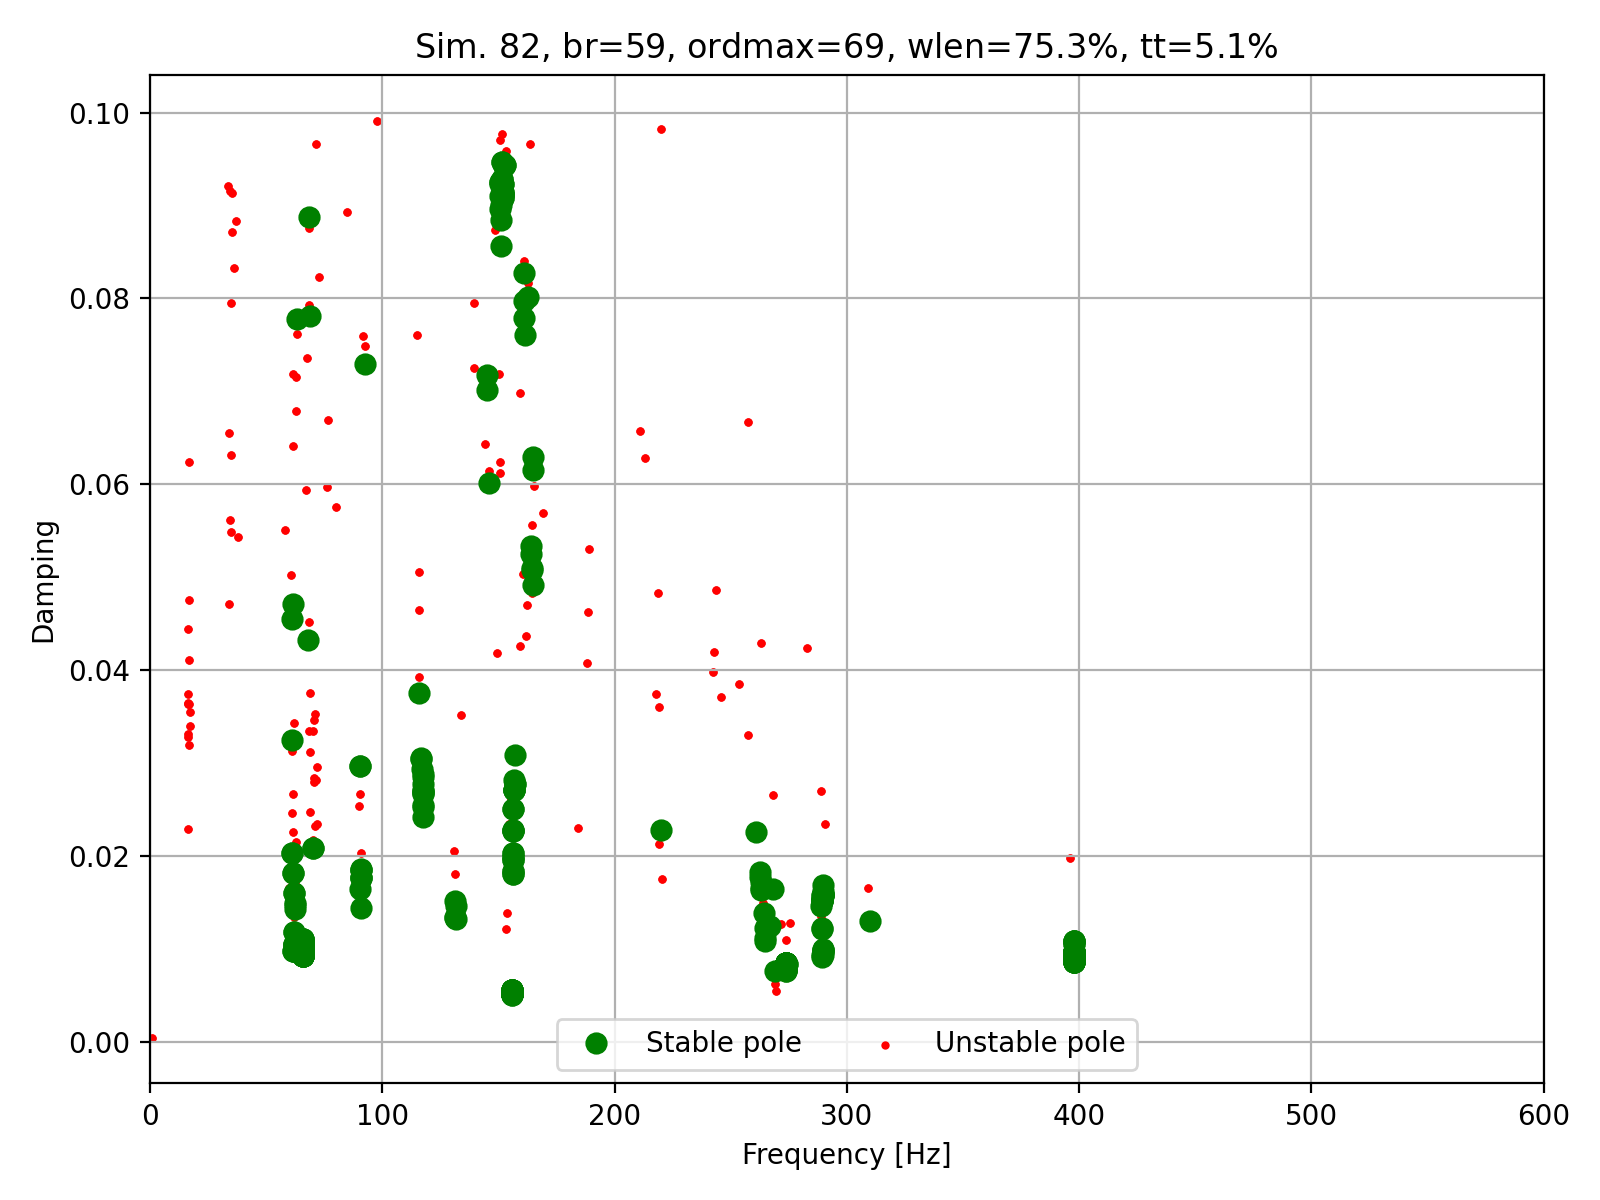 Sim. 82, br=59, ordmax=69, wlen=75.3%, tt=5.1%
0.10
0.08
0.06
0.04
0.02
0.00
Damping
Stable pole
Unstable pole
0
100
200
300
400
500
600
Frequency [Hz]